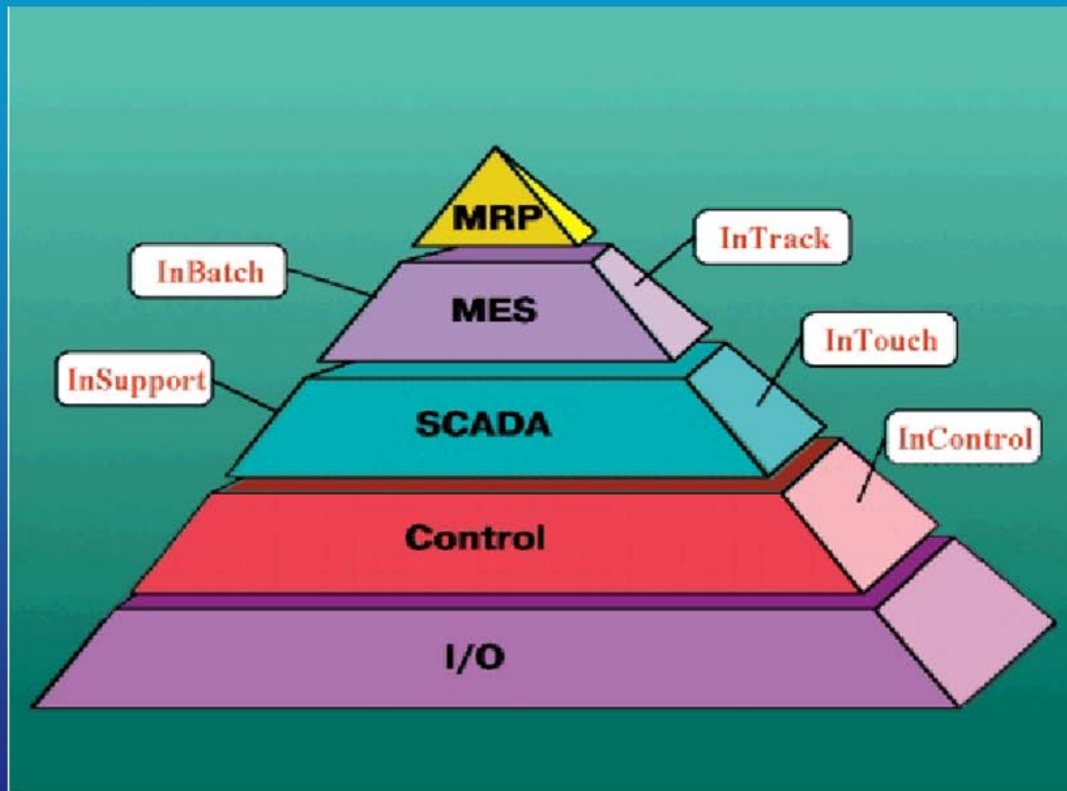 MRP
InTrack
InBatch
MES
InTouch
InSupport
SCADA
InControl
Control
I/O